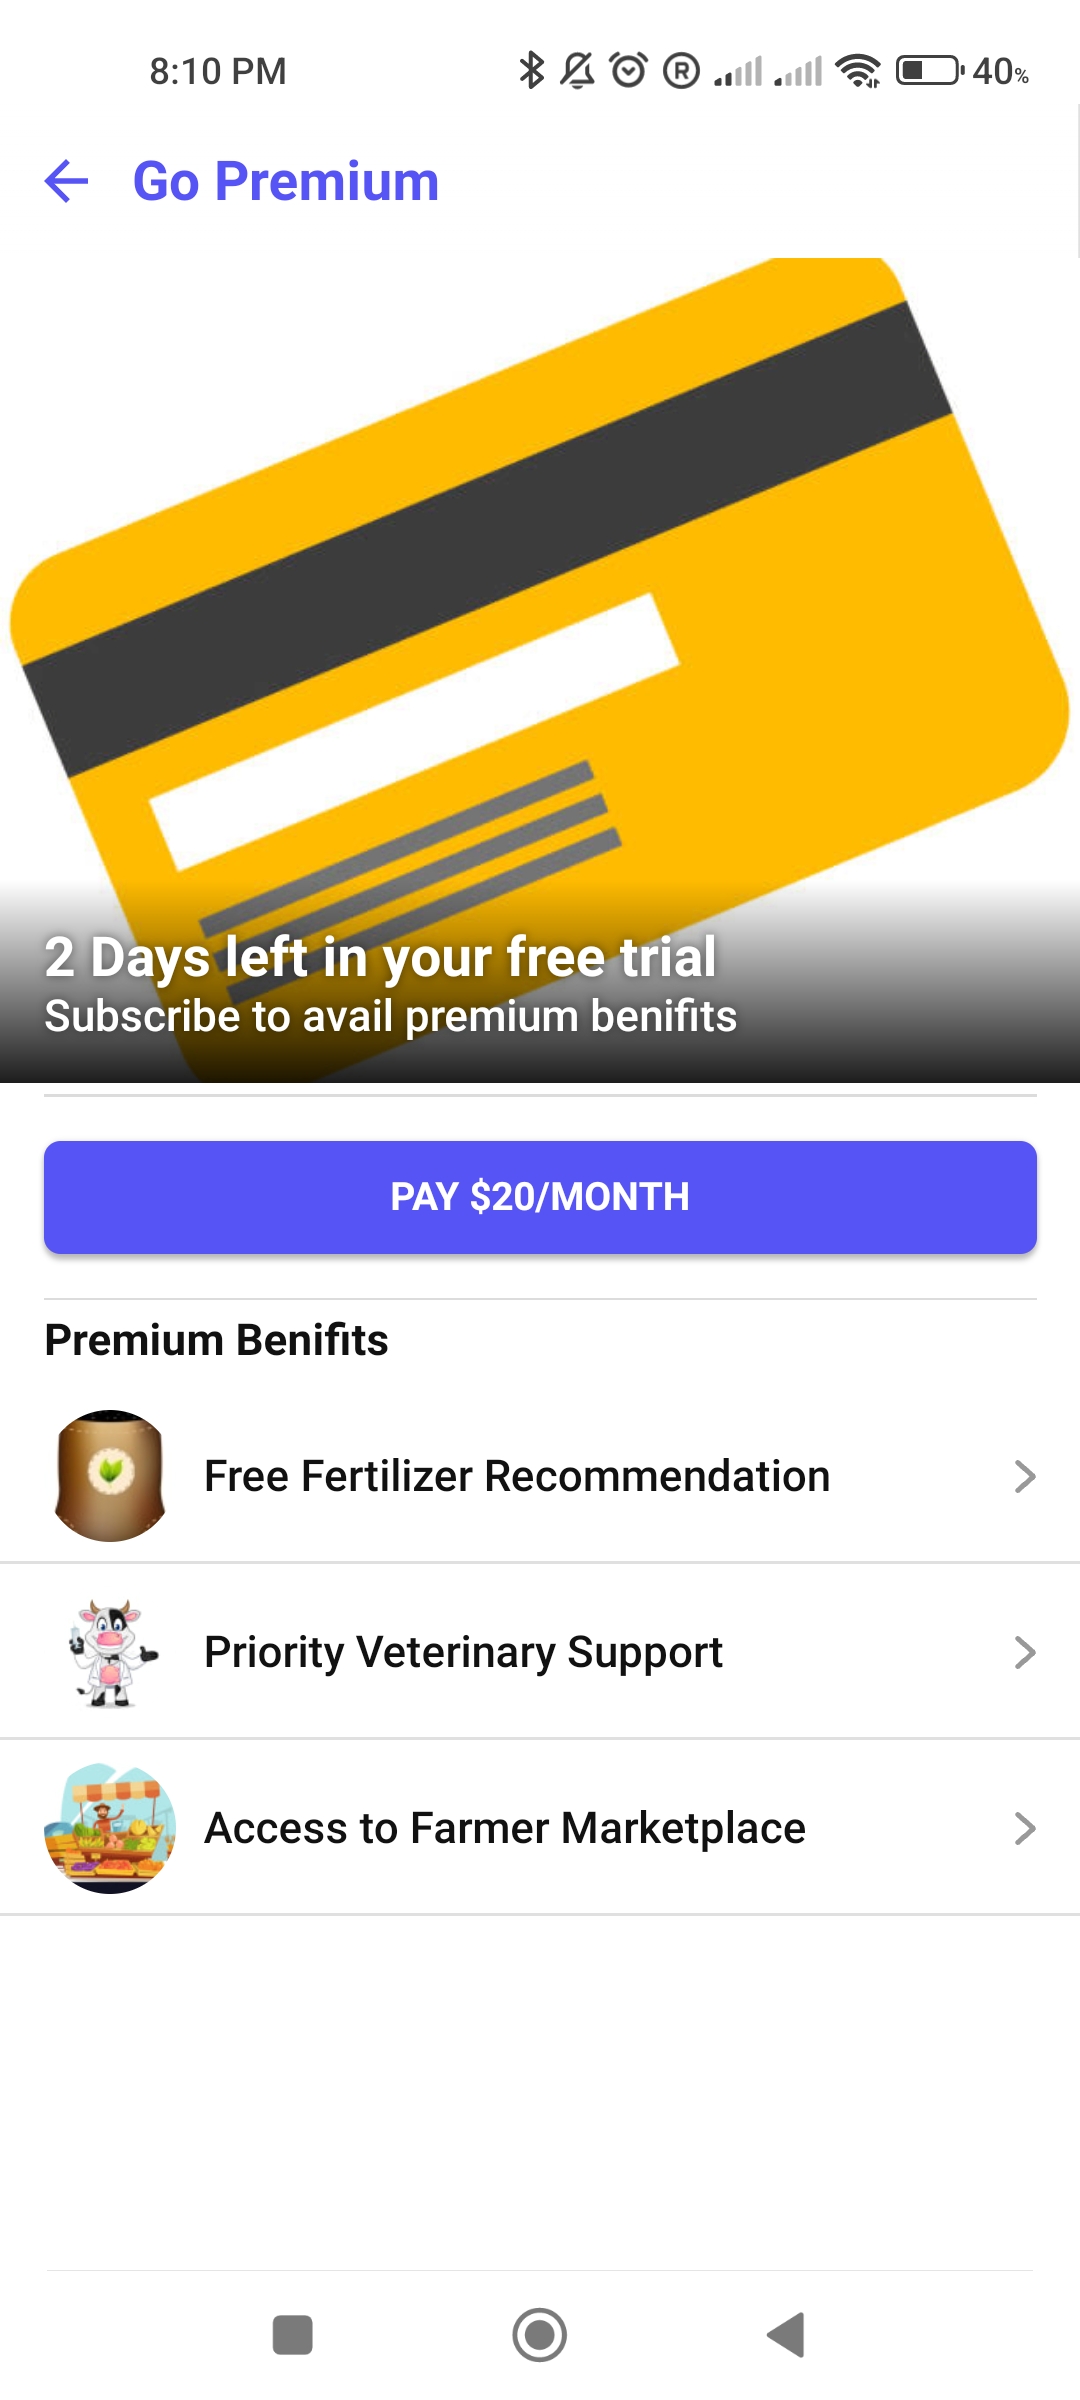 8:10 PM
R
40%
Go Premium
2 Days left in your free trial
Subscribe to avail premium benifits
PAY $20/MONTH
Premium Benifits
Free Fertilizer Recommendation
Priority Veterinary Support
Access to Farmer Marketplace